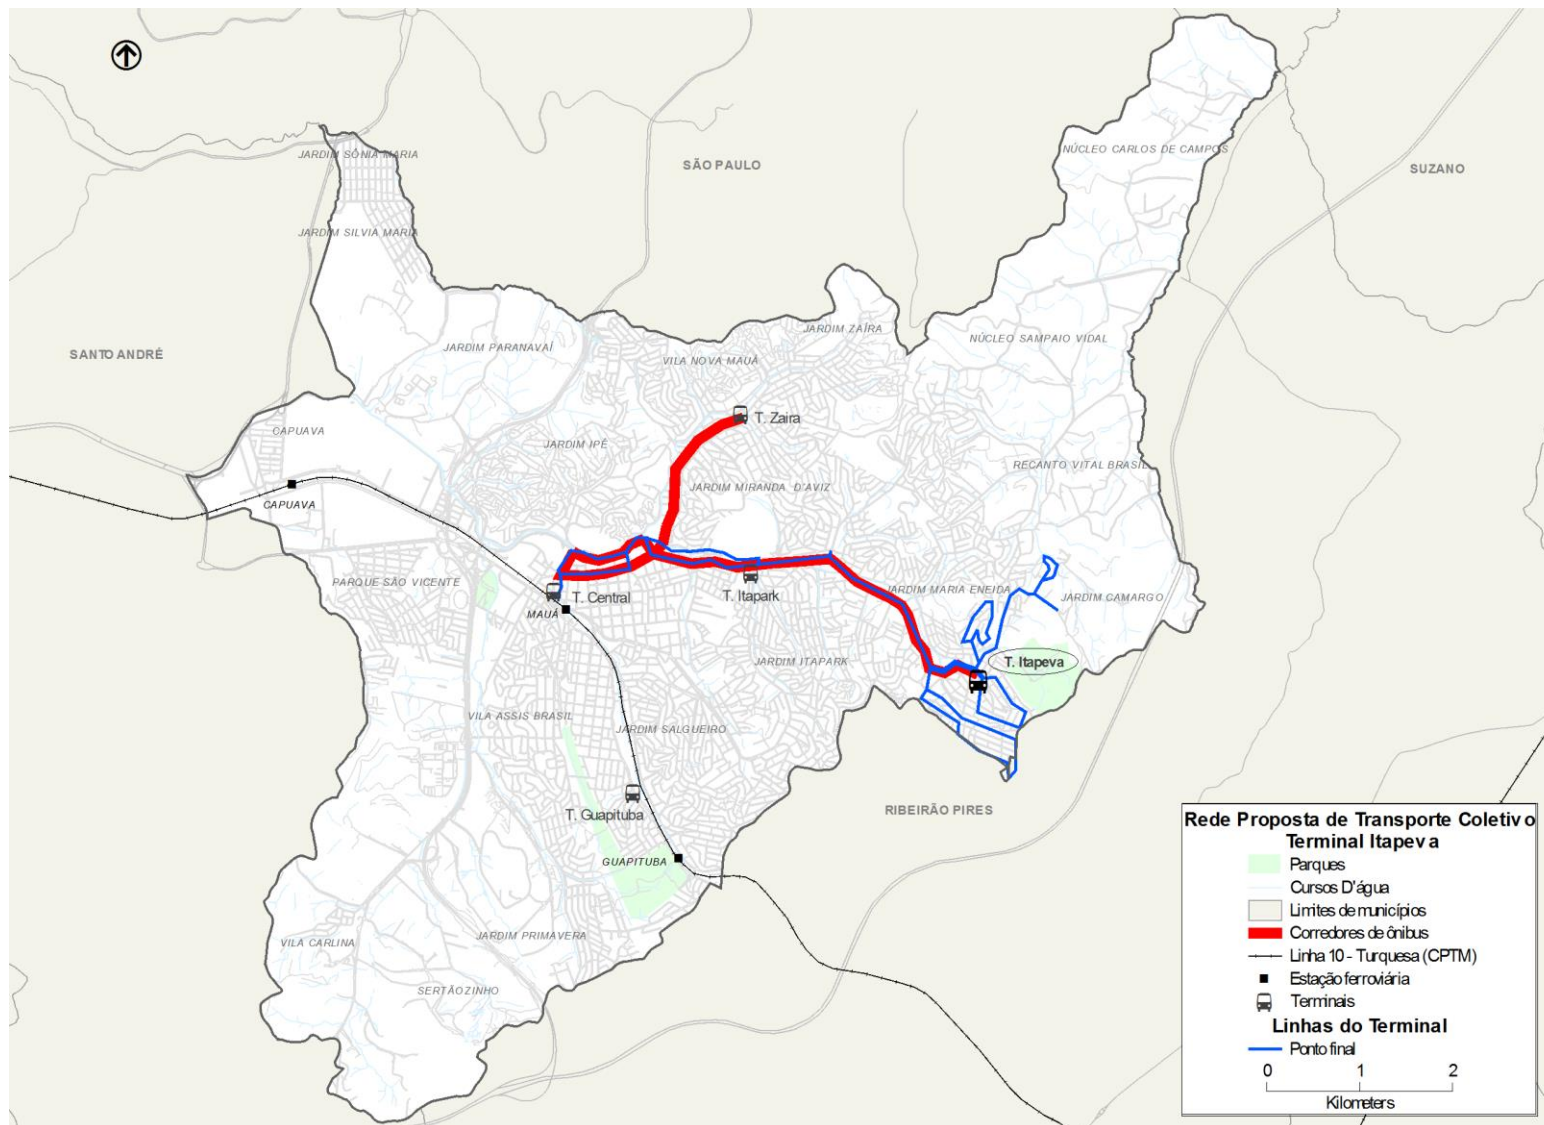 JARDIM SÔNIA MARIA
SÃO PAULO
NÚCLEO CARLOS DE CAMPOS
SUZANO
JARDIM SILVIA MARIA
JARDIM ZAÍRA
NÚCLEO SAMPAIO VIDAL
SANTO ANDRÉ
JARDIM PARANAVAÍ
VILA NOVA MAUÁ
T. Zaira
CAPUAVA
JARDIM IPÊ
RECANTO VITAL BRASIL
JARDIM MIRANDA D'AVIZ
CAPUAVA
PARQUE SÃO VICENTE
T. Central
T. Itapark
JARDIM MARIA ENEIDA
JARDIM CAMARGO
MAUÁ
JARDIM ITAPARK
T. Itapeva
VILA ASSIS BRASIL
JARDIM SALGUEIRO
T. Guapituba
RIBEIRÃO PIRES
GUAPITUBA
VILA CARLINA
JARDIM PRIMAVERA
SERTÃOZINHO
Rede Proposta de Transporte Coletivo
Terminal Itapeva
Parques
Cursos D'água
Limites de municípios
Corredores de ônibus
Linha 10 - Turquesa (CPTM)
Estação ferroviária
Terminais
Linhas do Terminal
Ponto final
0 1 2
Kilometers